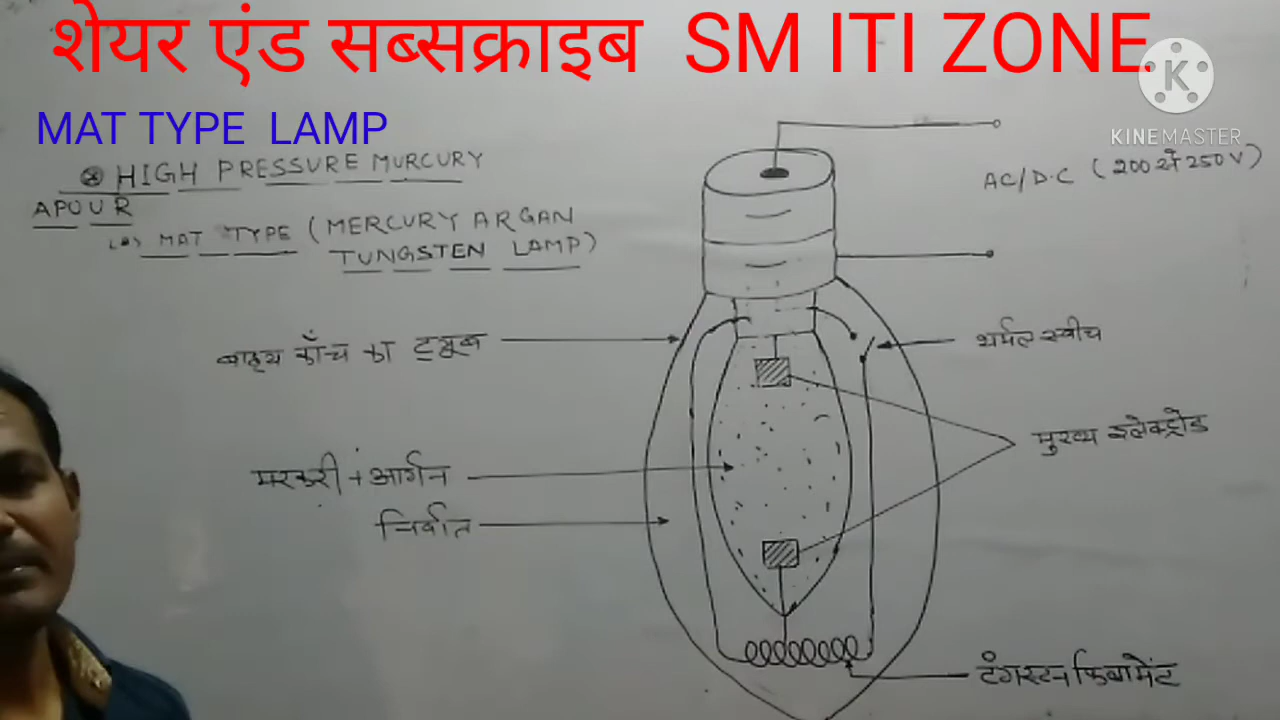 शेयर एंड सब्सक्राइब SM ITI ZONE
KINEMASTER
MAT TYPE LAMP
HIGH PRESSURE MURCURY
APOUR
(a) MAT TYPE (MERCURY ARGAN
TUNGSTEN LAMP)
AC/D.C (200 से 250V)
बाह्य काँच का ट्यूब
थर्मल स्वीच
मुख्य इलेक्ट्रोड
मरकरी + आर्गन
निर्वात
टंगस्टन फिलामेंट